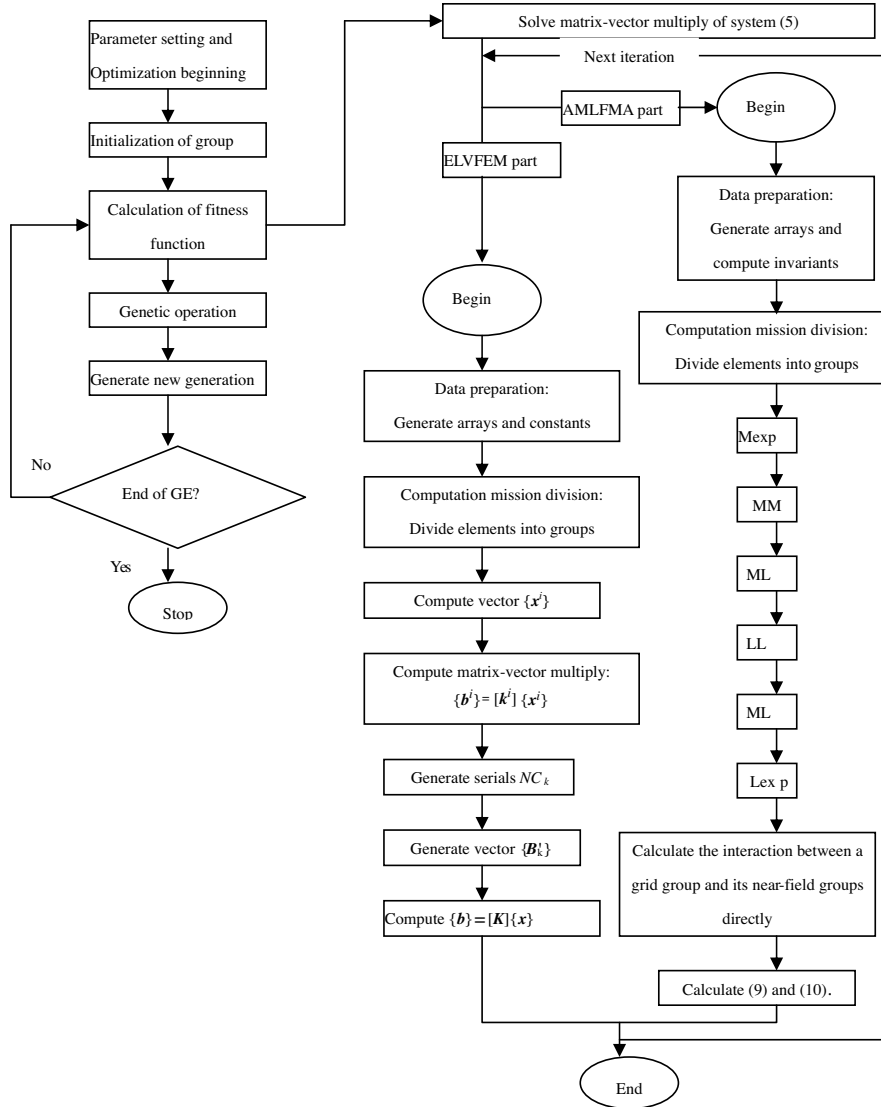 Parameter setting and
Optimization beginning
Initialization of group
Calculation of fitness
function
Genetic operation
Generate new generation
No
End of GE?
Yes
Stop
Solve matrix-vector multiply of system (5)
Next iteration
AMLFMA part
Begin
ELVFEM part
Begin
Data preparation:
Generate arrays and constants
Computation mission division:
Divide elements into groups
Compute vector {x^i}
Compute matrix-vector multiply:
{b^i} = [k^i] {x^i}
Generate serials NC_k
Generate vector {B'_k}
Compute {b} = [K]{x}
Data preparation:
Generate arrays and
compute invariants
Computation mission division:
Divide elements into groups
Mexp
MM
ML
LL
ML
Lex p
Calculate the interaction between a
grid group and its near-field groups
directly
Calculate (9) and (10).
End